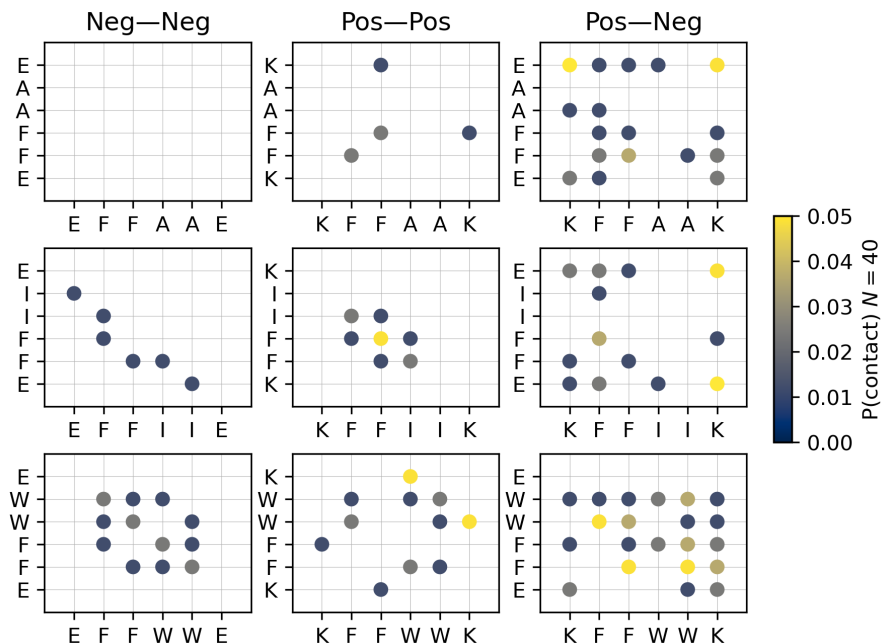 Neg—Neg
Pos—Pos
Pos—Neg
E
A
A
F
F
E
E F F A A E
K
A
A
F
F
K
K F F A A K
E
A
A
F
F
E
K F F A A K
E
I
I
F
F
E
E F F I I E
K
I
I
F
F
K
K F F I I K
E
I
I
F
F
E
K F F I I K
E
W
W
F
F
E
E F F W W E
K
W
W
F
F
K
K F F W W K
E
W
W
F
F
E
K F F W W K
0.05
0.04
0.03
0.02
0.01
0.00
P(contact) N = 40